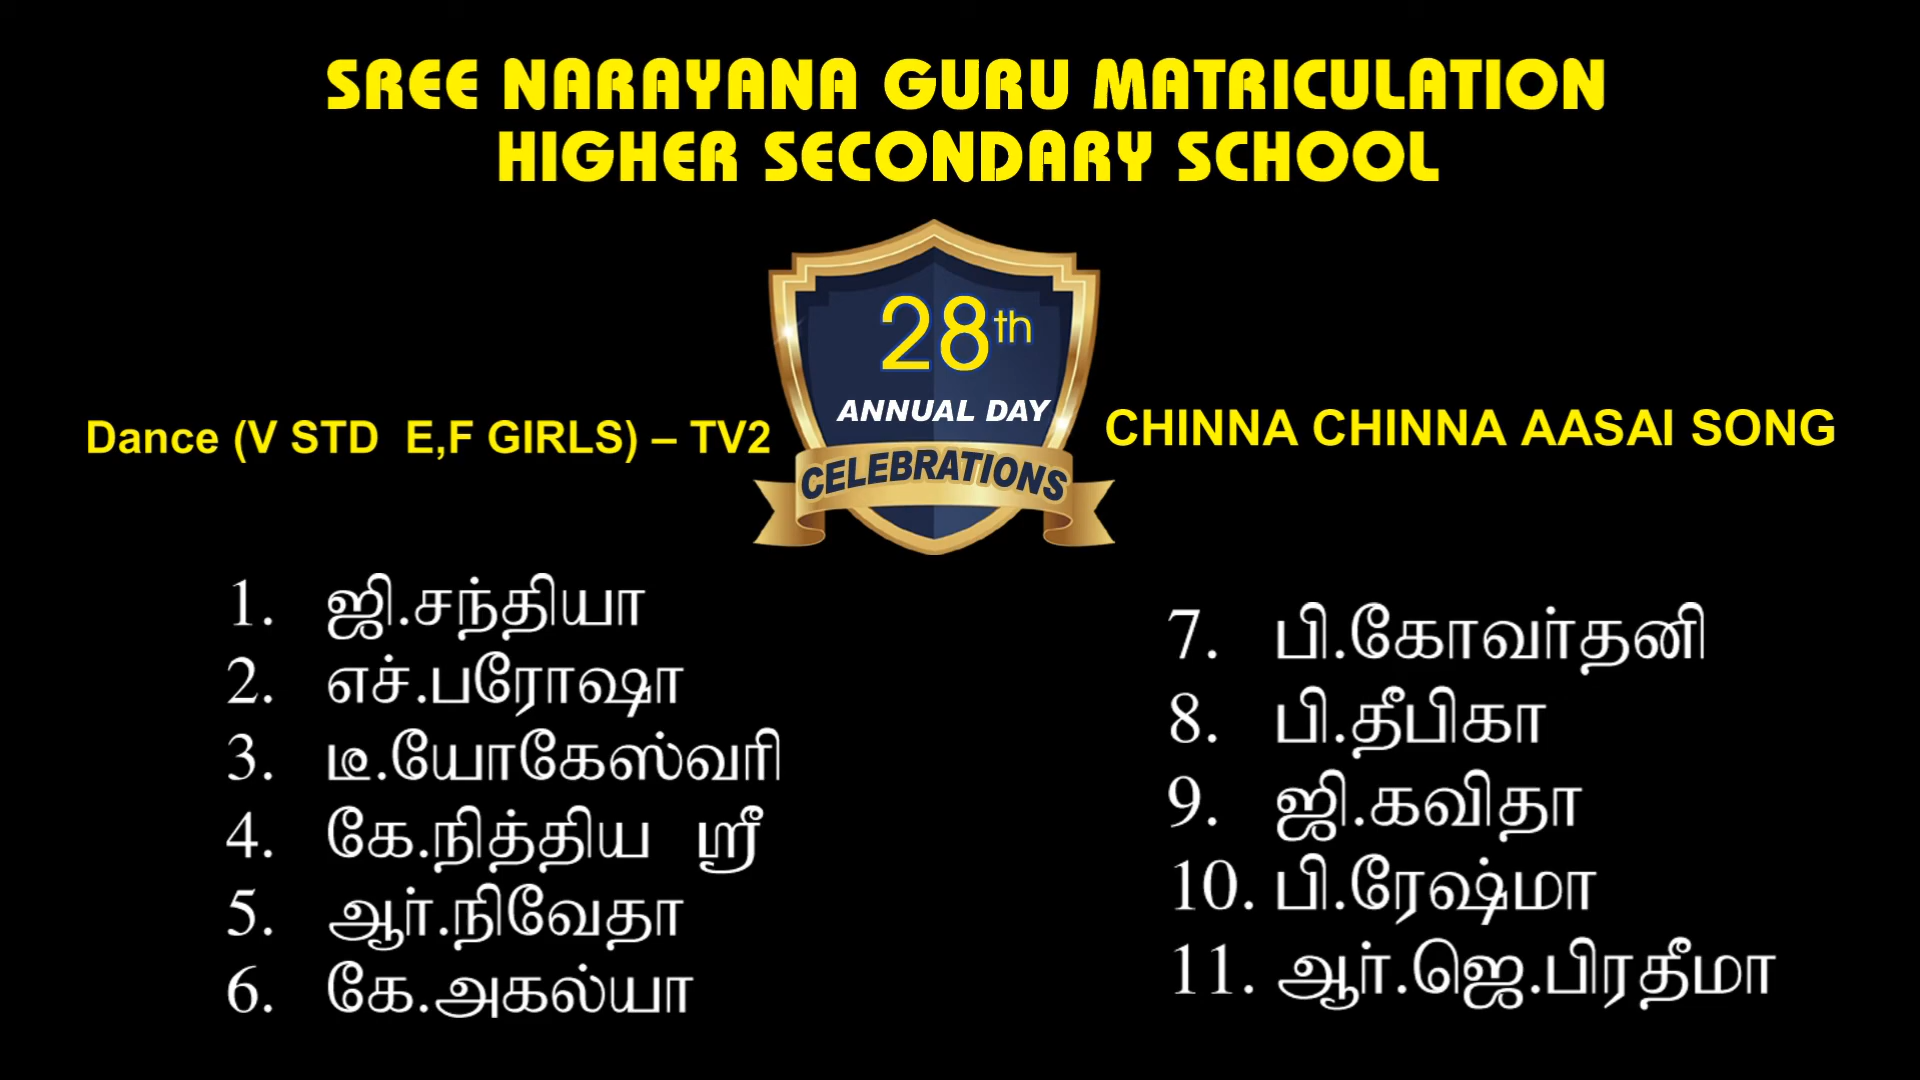 SREE NARAYANA GURU MATRICULATION
HIGHER SECONDARY SCHOOL
28th
ANNUAL DAY
CELEBRATIONS
Dance (V STD  E,F GIRLS) – TV2
CHINNA CHINNA AASAI SONG
1. ஜி.சந்தியா
2. எச்.பரோஷா
3. டீ.யோகேஸ்வரி
4. கே.நித்திய ஸ்ரீ
5. ஆர்.நிவேதா
6. கே.அகல்யா
7. பி.கோவர்தனி
8. பி.தீபிகா
9. ஜி.கவிதா
10. பி.ரேஷ்மா
11. ஆர்.ஜெ.பிரதீமா